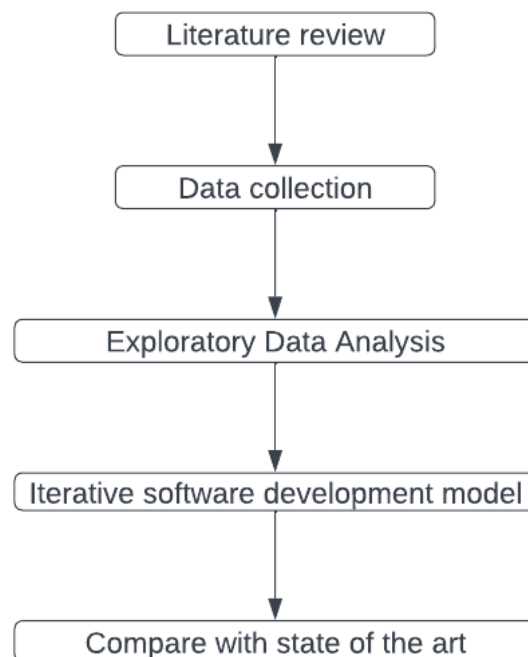 Literature review
Data collection
Exploratory Data Analysis
Iterative software development model
Compare with state of the art